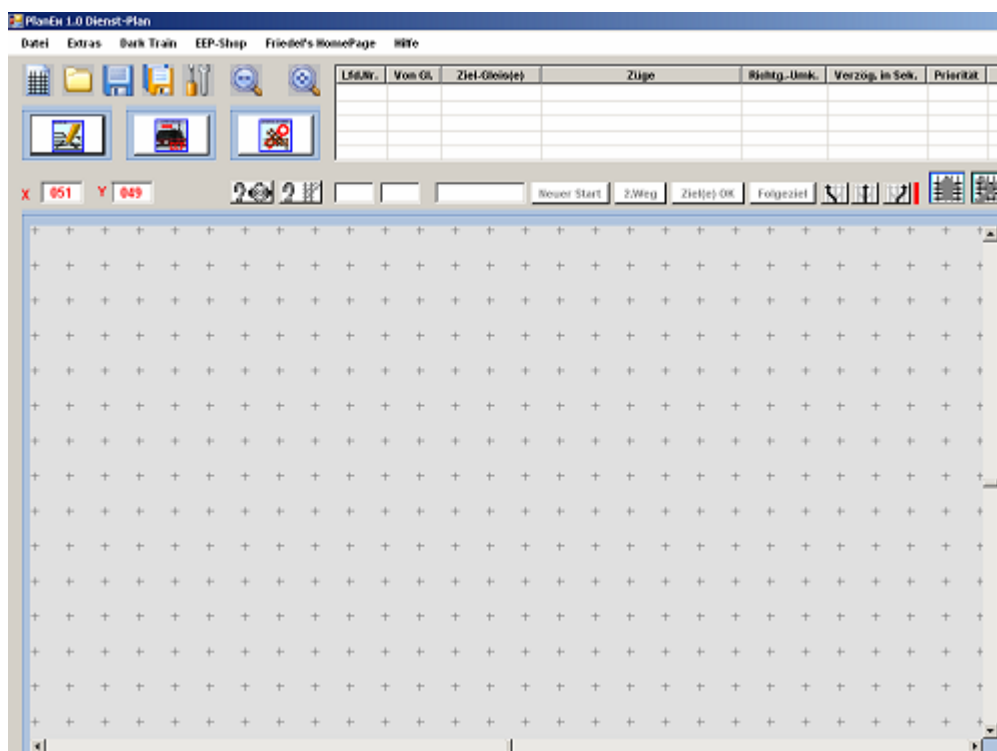 PlanEx 1.0 Dienst-Plan
Datei Extras Dark Train EEP-Shop Friedel's HomePage Hilfe
Lfd.Nr. Von Gl. Ziel-Gleis(e) Züge Richtg.-Umk. Verzög. in Sek. Priorität
X 051 Y 049 Neuer Start 2.Weg Ziel(e) OK Folgeziel